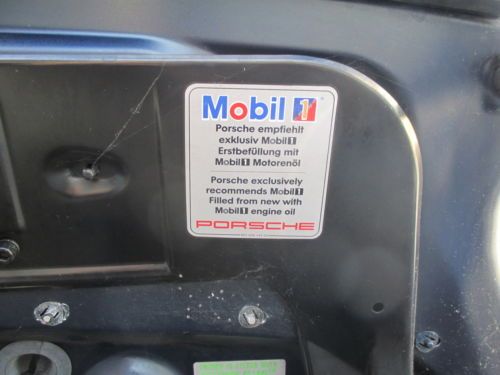 Mobil 1
Porsche empfiehlt
exklusiv Mobil 1
Erstbefüllung mit
Mobil 1 Motorenöl
Porsche exclusively
recommends Mobil 1
Filled from new with
Mobil 1 engine oil
PORSCHE